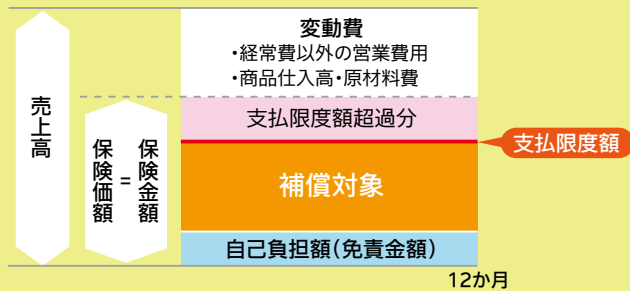 売上高
保険価額
=
保険金額
変動費
・経常費以外の営業費用
・商品仕入高・原材料費
支払限度額超過分
支払限度額
補償対象
自己負担額(免責金額)
12か月